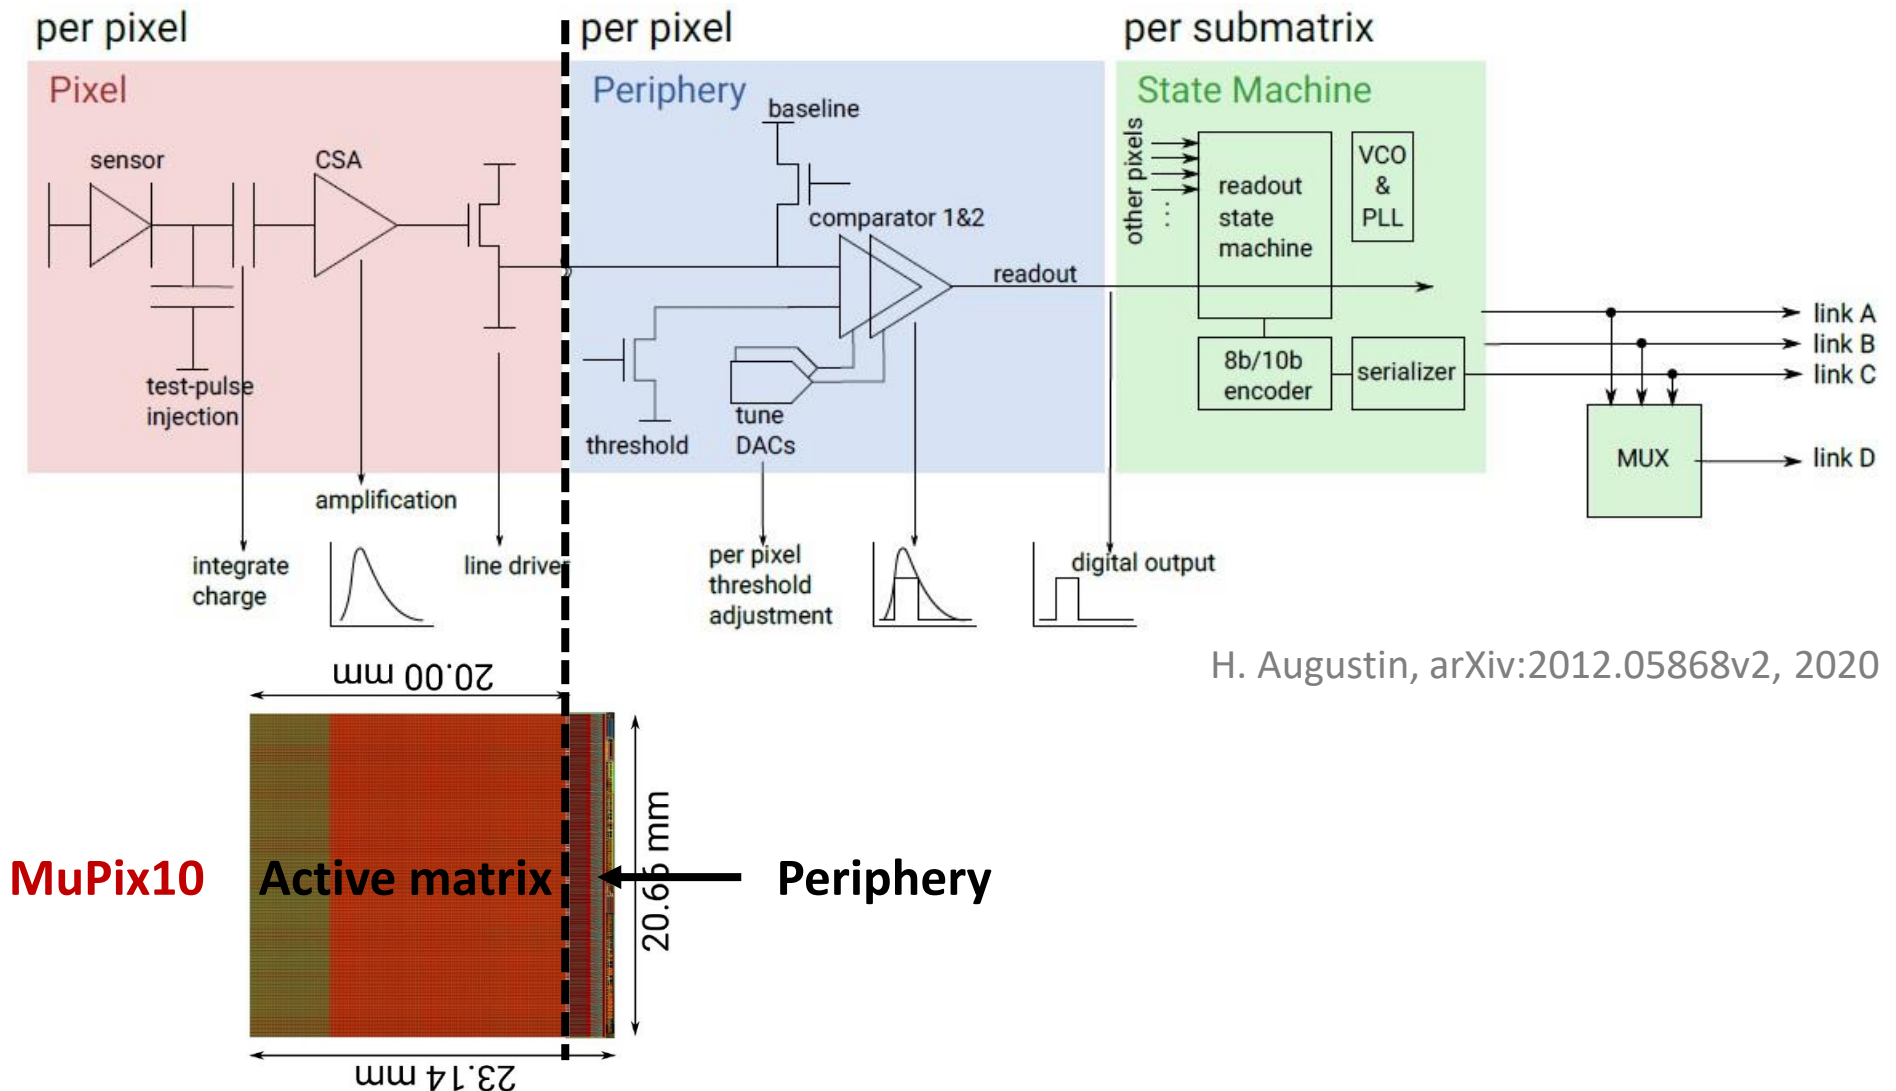 per pixel
per pixel
per submatrix
Pixel
Periphery
State Machine
sensor
CSA
test-pulse
injection
baseline
comparator 1&2
readout
threshold
tune
DACs
other pixels
...
readout
state
machine
VCO
&
PLL
8b/10b
encoder
serializer
link A
link B
link C
MUX
link D
integrate
charge
amplification
line driver
per pixel
threshold
adjustment
digital output
H. Augustin, arXiv:2012.05868v2, 2020
20.00 mm
MuPix10
Active matrix
20.66 mm
Periphery
23.14 mm